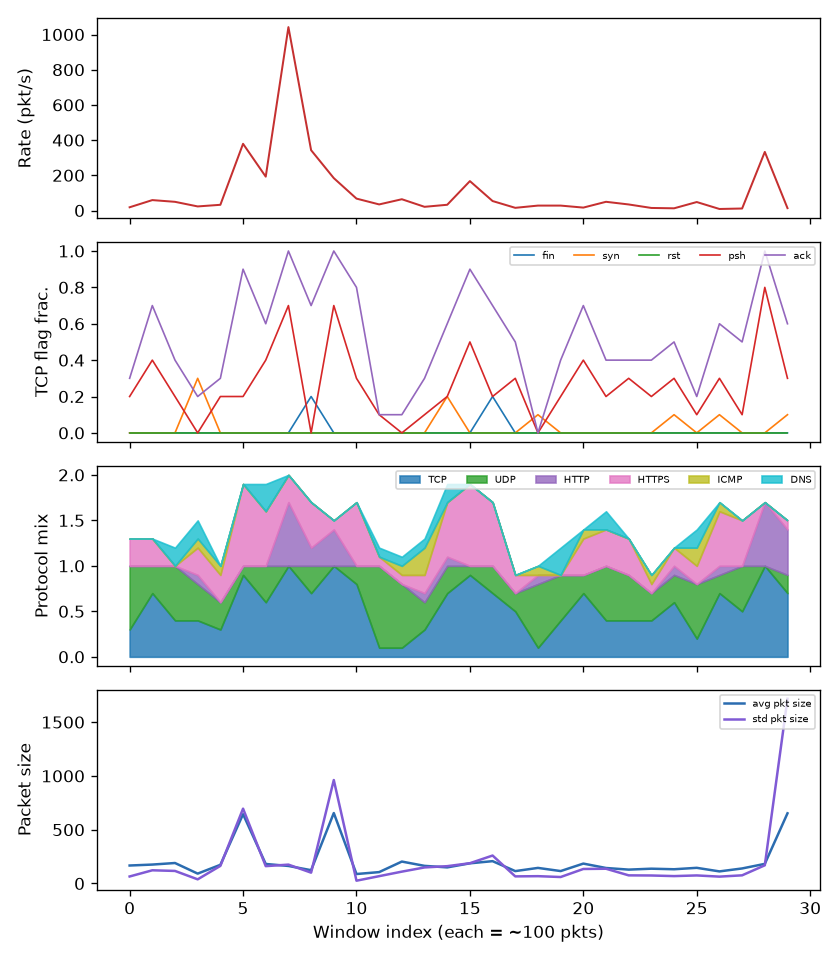 1000
800
600
400
200
0
Rate (pkt/s)
1.0
0.8
0.6
0.4
0.2
0.0
TCP flag frac.
fin syn rst psh ack
2.0
1.5
1.0
0.5
0.0
Protocol mix
TCP UDP HTTP HTTPS ICMP DNS
1500
1000
500
0
Packet size
avg pkt size
std pkt size
0 5 10 15 20 25 30
Window index (each = ~100 pkts)